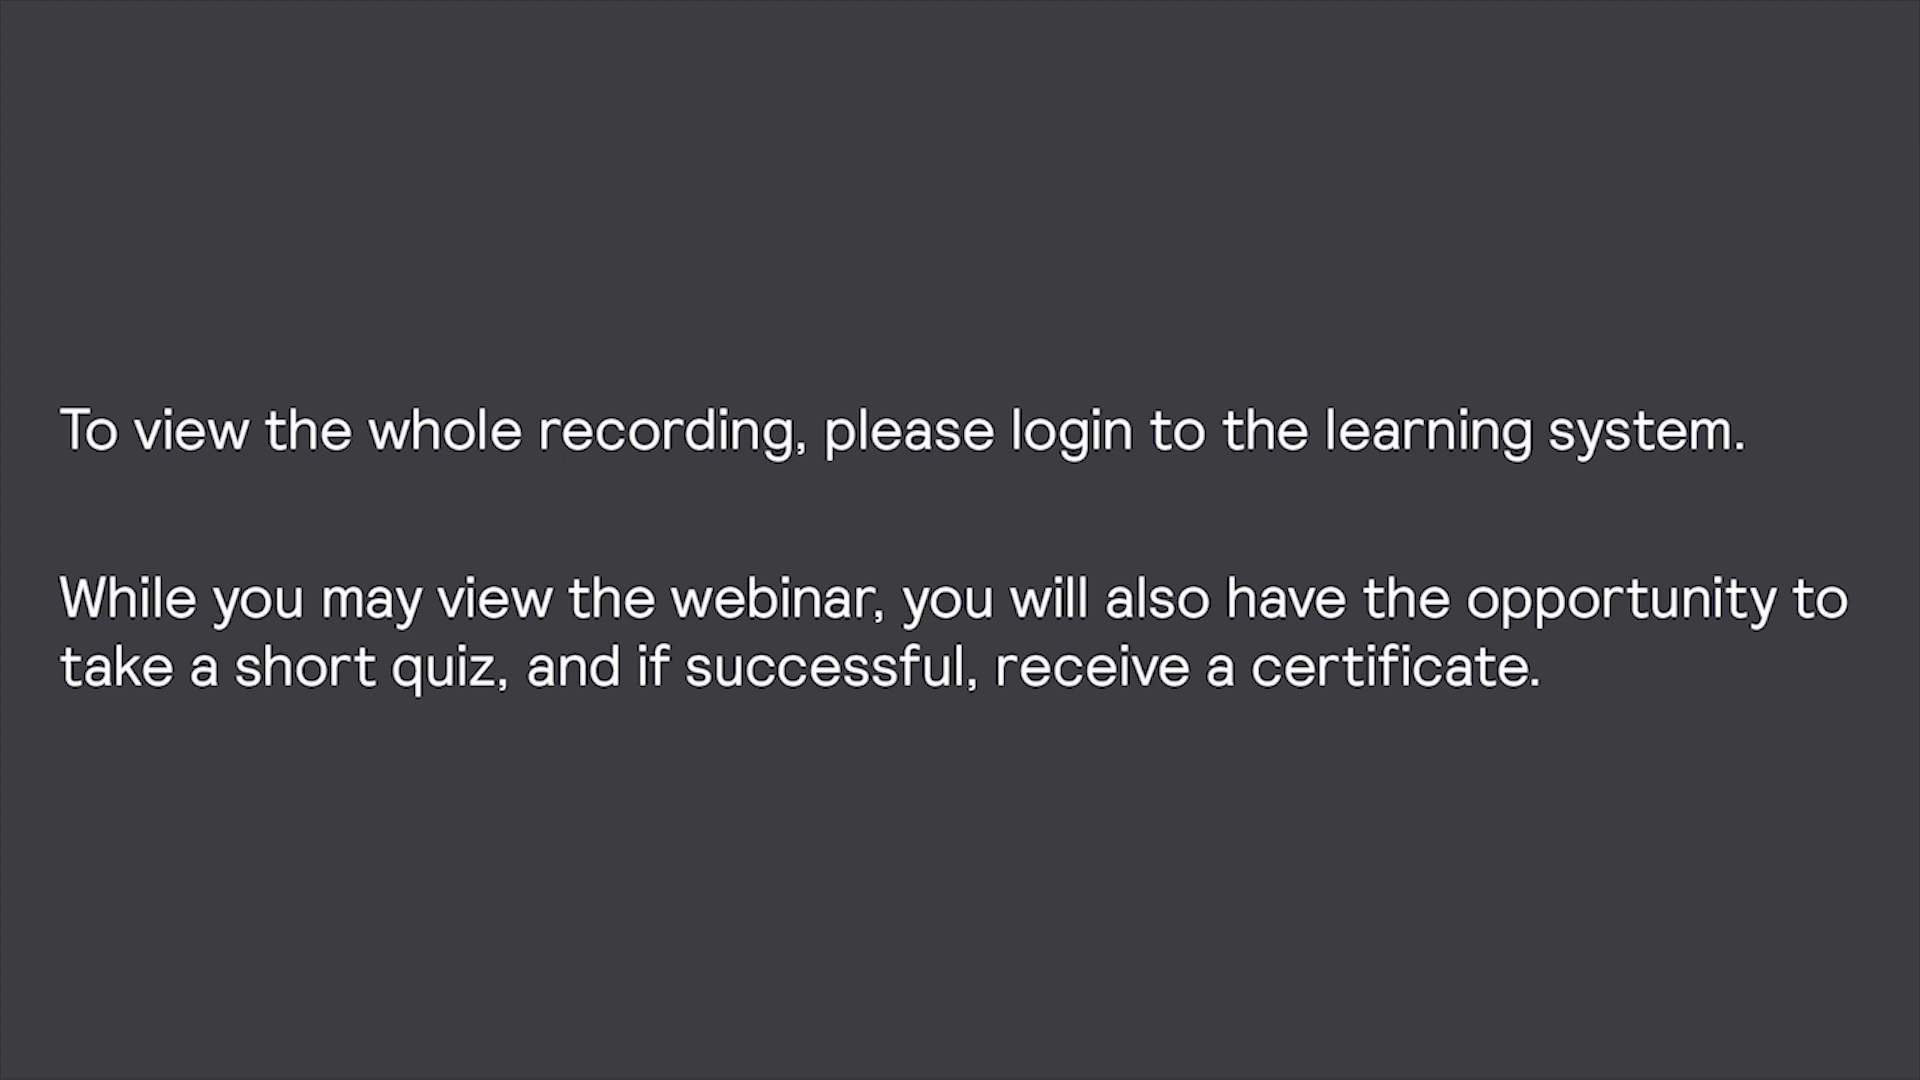 To view the whole recording, please login to the learning system.
While you may view the webinar, you will also have the opportunity to
take a short quiz, and if successful, receive a certificate.